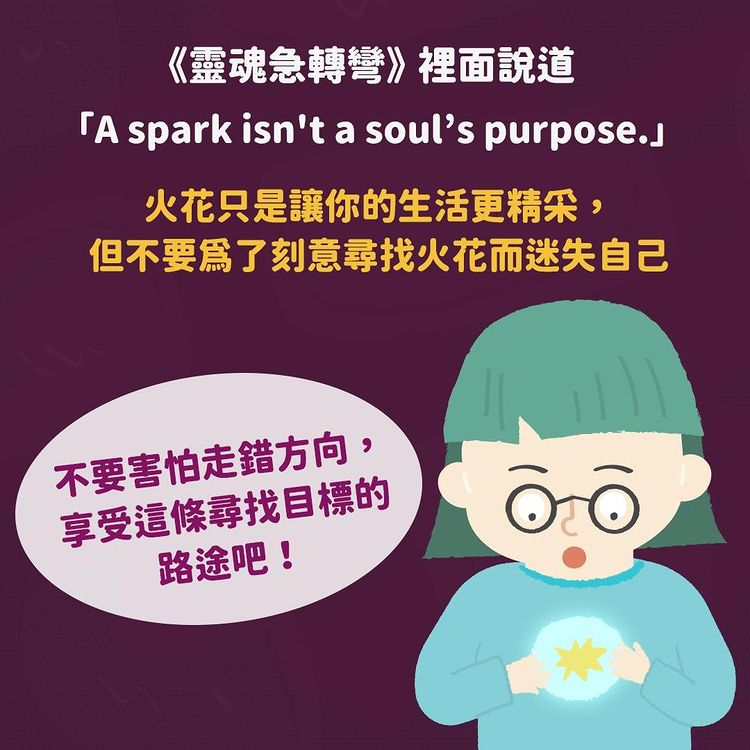 《靈魂急轉彎》裡面說道
「A spark isn't a soul’s purpose.」
火花只是讓你的生活更精采，
但不要為了刻意尋找火花而迷失自己
不要害怕走錯方向，
享受這條尋找目標的
路途吧！